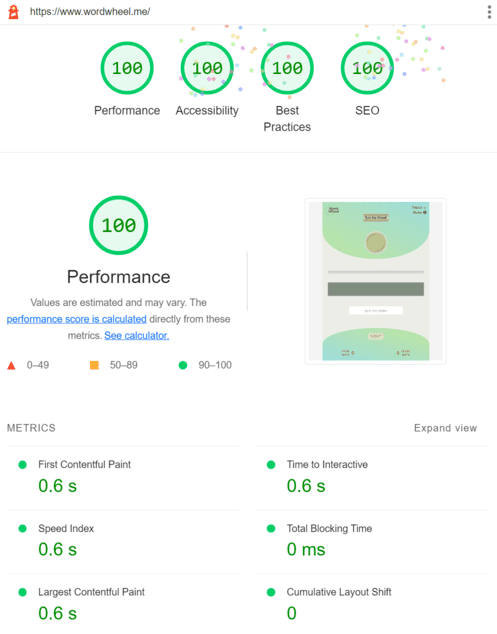 https://www.wordwheel.me/
100 100 100 100
Performance Accessibility Best Practices SEO
100
Performance
Values are estimated and may vary. The
performance score is calculated directly from these
metrics. See calculator.
0–49 50–89 90–100
METRICS
Expand view
First Contentful Paint
0.6 s
Time to Interactive
0.6 s
Speed Index
0.6 s
Total Blocking Time
0 ms
Largest Contentful Paint
0.6 s
Cumulative Layout Shift
0